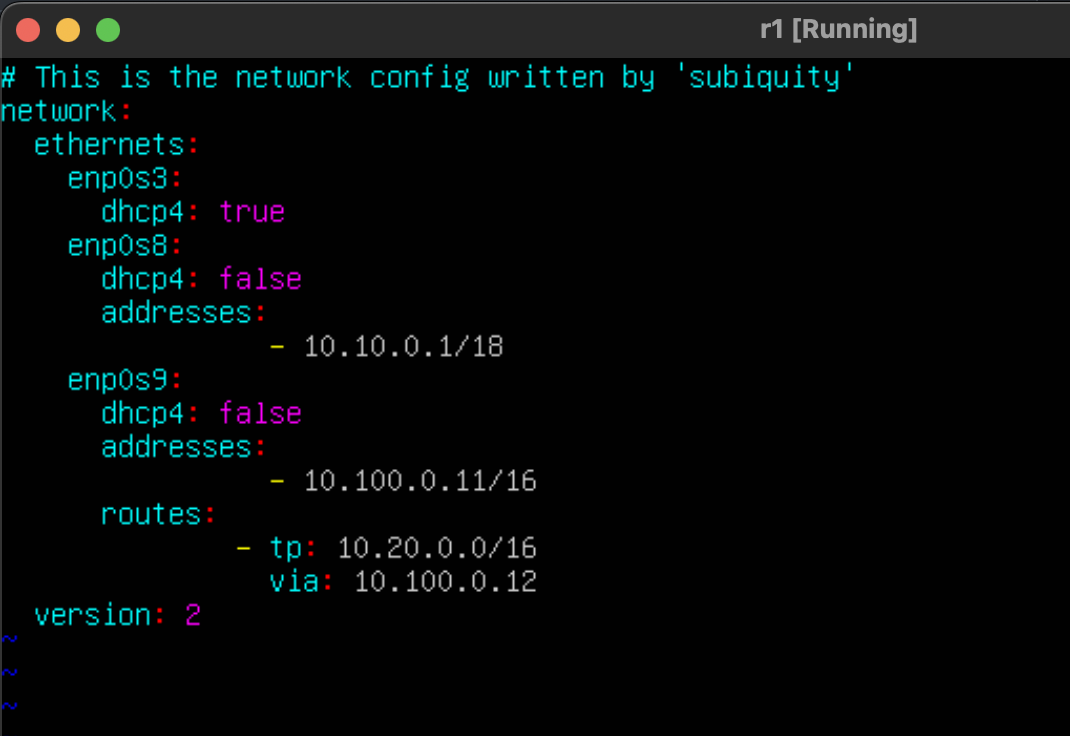 r1 [Running]
# This is the network config written by 'subiquity'
network:
  ethernets:
    enp0s3:
      dhcp4: true
    enp0s8:
      dhcp4: false
      addresses:
                - 10.10.0.1/18
    enp0s9:
      dhcp4: false
      addresses:
                - 10.100.0.11/16
      routes:
              - tp: 10.20.0.0/16
                via: 10.100.0.12
  version: 2
~
~
~